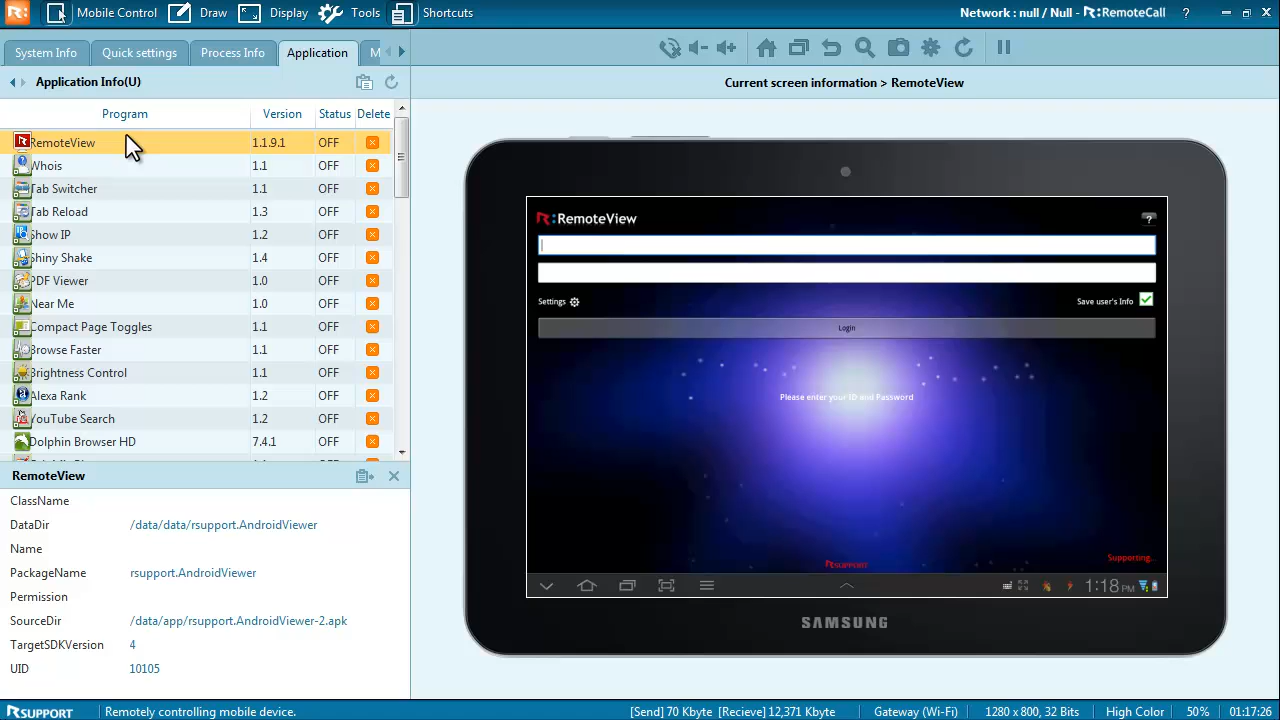 Mobile Control Draw Display Tools Shortcuts Network : null / Null - R:RemoteCall ?
System Info Quick settings Process Info Application M
Application Info(U)
Current screen information > RemoteView
Program Version Status Delete
RemoteView 1.1.9.1 OFF
Whois 1.1 OFF
Tab Switcher 1.1 OFF
Tab Reload 1.3 OFF
Show IP 1.2 OFF
Shiny Shake 1.4 OFF
PDF Viewer 1.0 OFF
Near Me 1.0 OFF
Compact Page Toggles 1.1 OFF
Browse Faster 1.1 OFF
Brightness Control 1.1 OFF
Alexa Rank 1.2 OFF
YouTube Search 1.2 OFF
Dolphin Browser HD 7.4.1 OFF
RemoteView
ClassName
DataDir /data/data/rsupport.AndroidViewer
Name
PackageName rsupport.AndroidViewer
Permission
SourceDir /data/app/rsupport.AndroidViewer-2.apk
TargetSDKVersion 4
UID 10105
R:RemoteView ?
Settings Save user's Info
Login
Please enter your ID and Password
Supporting...
RSUPPORT
1:18 PM
SAMSUNG
RSUPPORT Remotely controlling mobile device. [Send] 70 Kbyte [Recieve] 12,371 Kbyte Gateway (Wi-Fi) 1280 x 800, 32 Bits High Color 50% 01:17:26